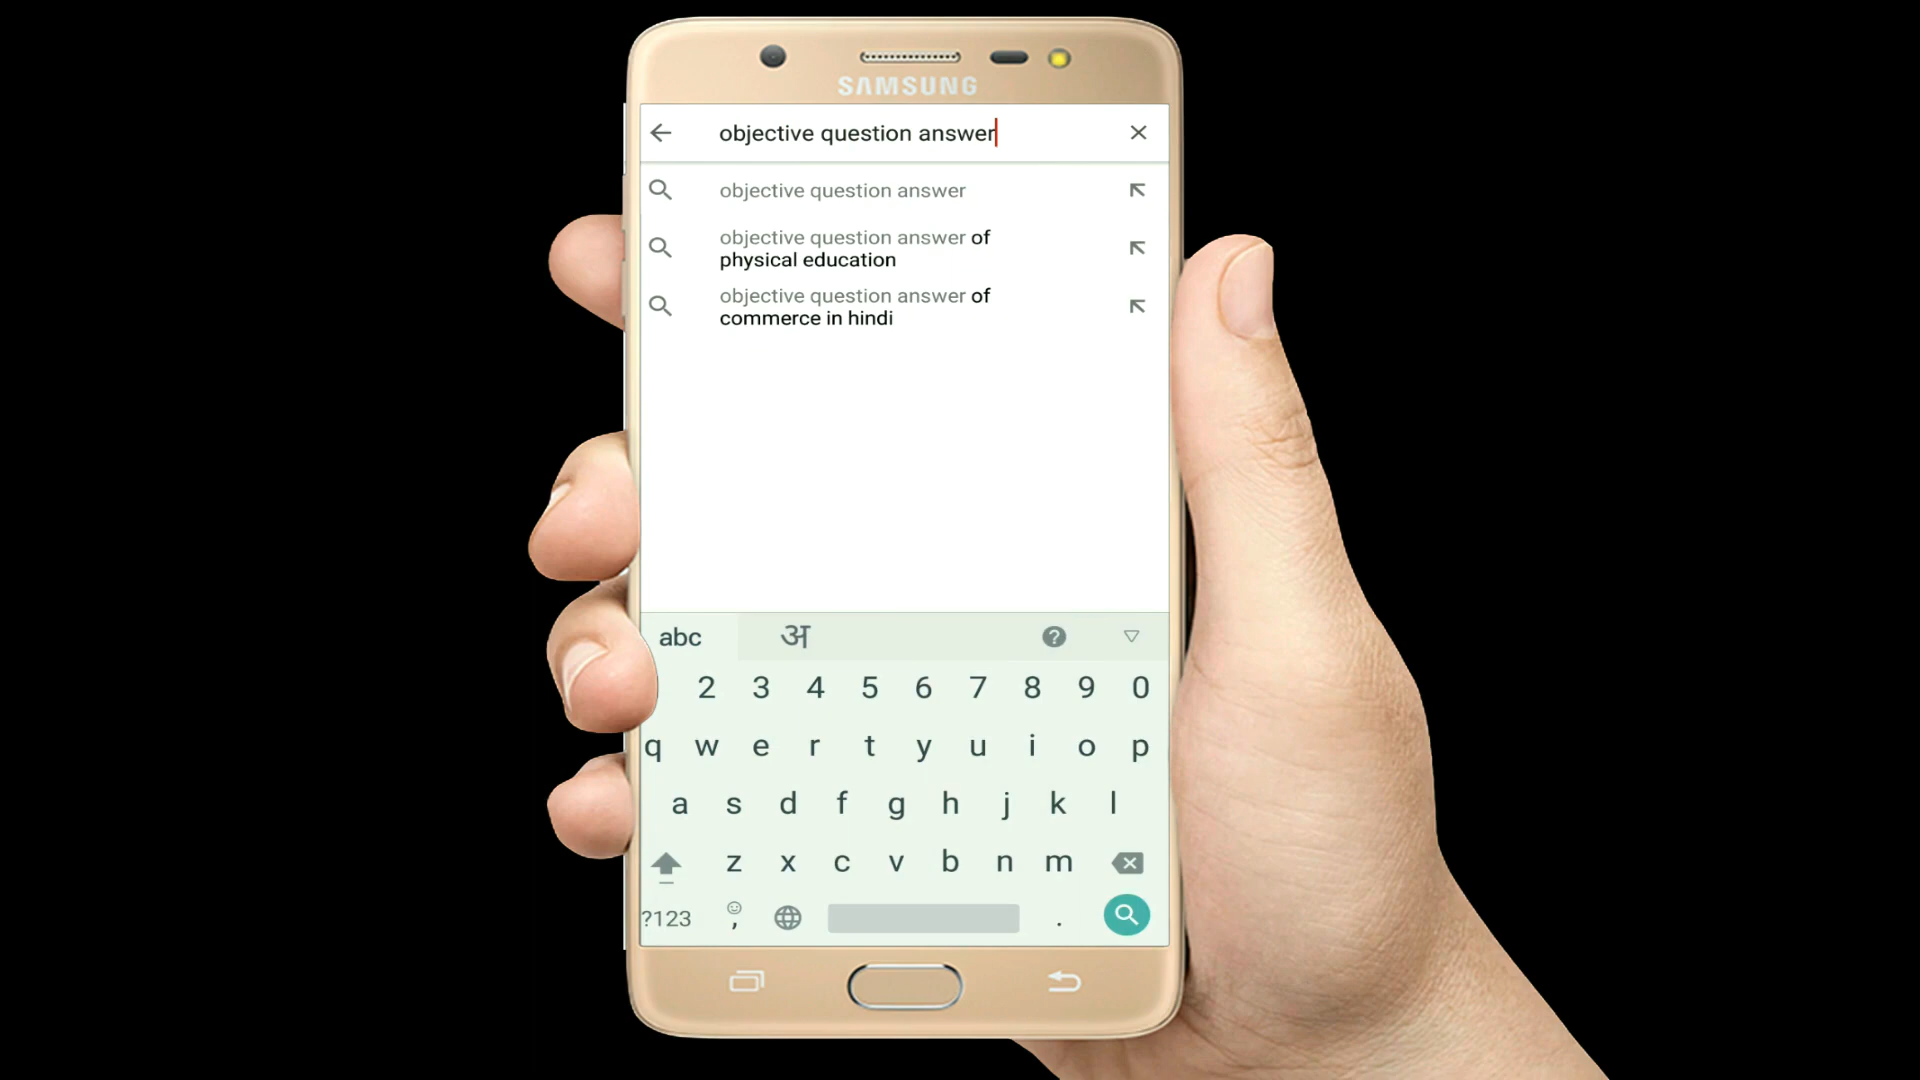 SAMSUNG
objective question answer
objective question answer
objective question answer of
physical education
objective question answer of
commerce in hindi
abc अ ?
2 3 4 5 6 7 8 9 0
q w e r t y u i o p
a s d f g h j k l
z x c v b n m
?123 , .